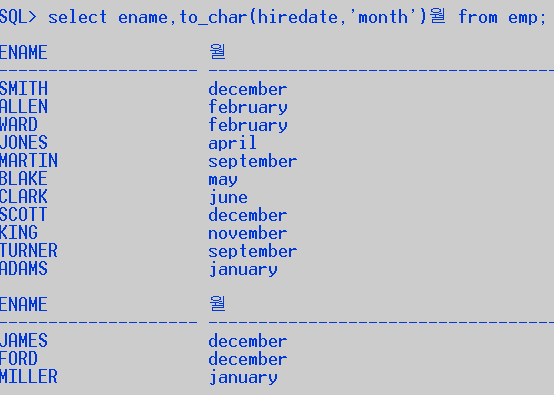 SQL> select ename,to_char(hiredate,'month')월 from emp;
ENAME 월
-------------------- ------------------------------------
SMITH december
ALLEN february
WARD february
JONES april
MARTIN september
BLAKE may
CLARK june
SCOTT december
KING november
TURNER september
ADAMS january
ENAME 월
-------------------- ------------------------------------
JAMES december
FORD december
MILLER january